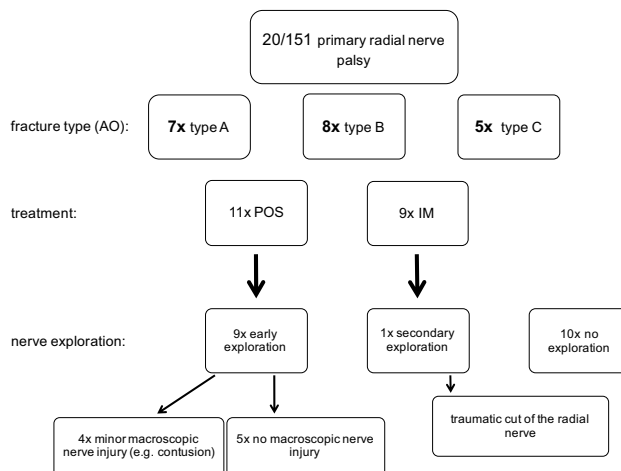 20/151 primary radial nerve
palsy
fracture type (AO):
7x type A
8x type B
5x type C
treatment:
11x POS
9x IM
nerve exploration:
9x early
exploration
1x secondary
exploration
10x no
exploration
4x minor macroscopic
nerve injury (e.g. contusion)
5x no macroscopic nerve
injury
traumatic cut of the radial
nerve